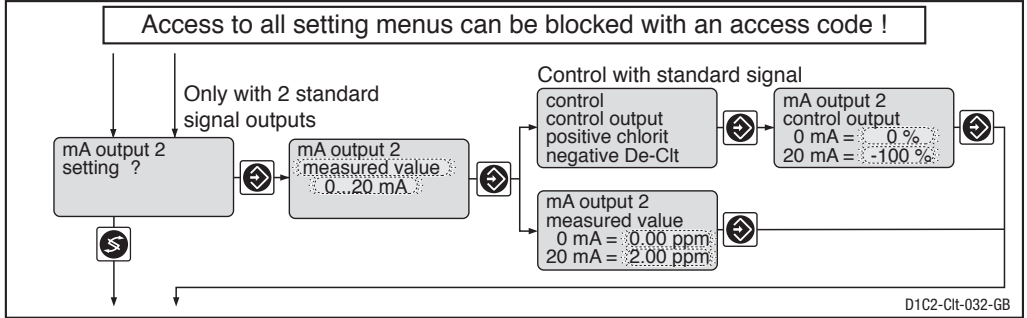 Access to all setting menus can be blocked with an access code !
Only with 2 standard
signal outputs
Control with standard signal
mA output 2
setting ?
mA output 2
measured value
0...20 mA
control
control output
positive chlorit
negative De-Clt
mA output 2
control output
0 mA = 0 %
20 mA = -100 %
mA output 2
measured value
0 mA = 0.00 ppm
20 mA = 2.00 ppm
D1C2-Clt-032-GB